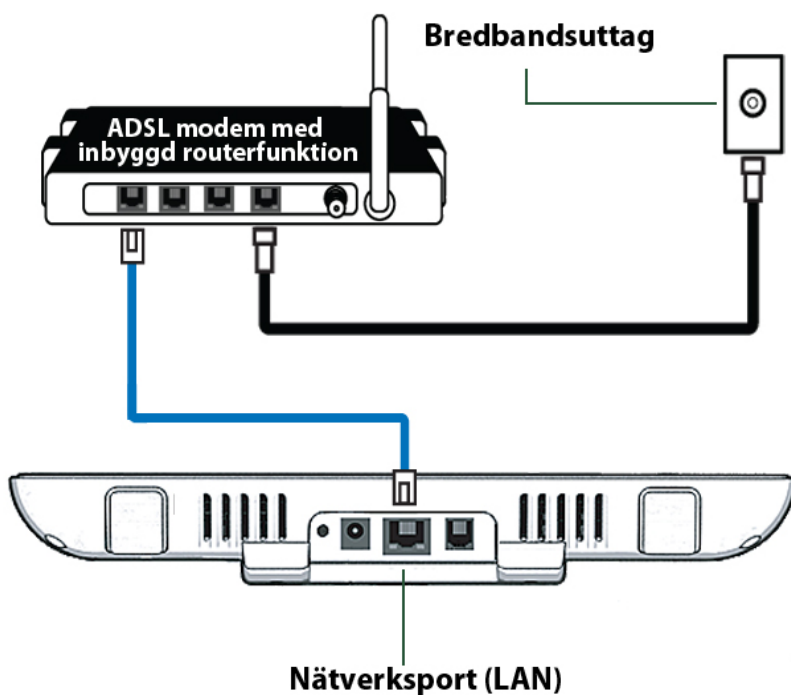 Bredbandsuttag
ADSL modem med
inbyggd routerfunktion
Nätverksport (LAN)